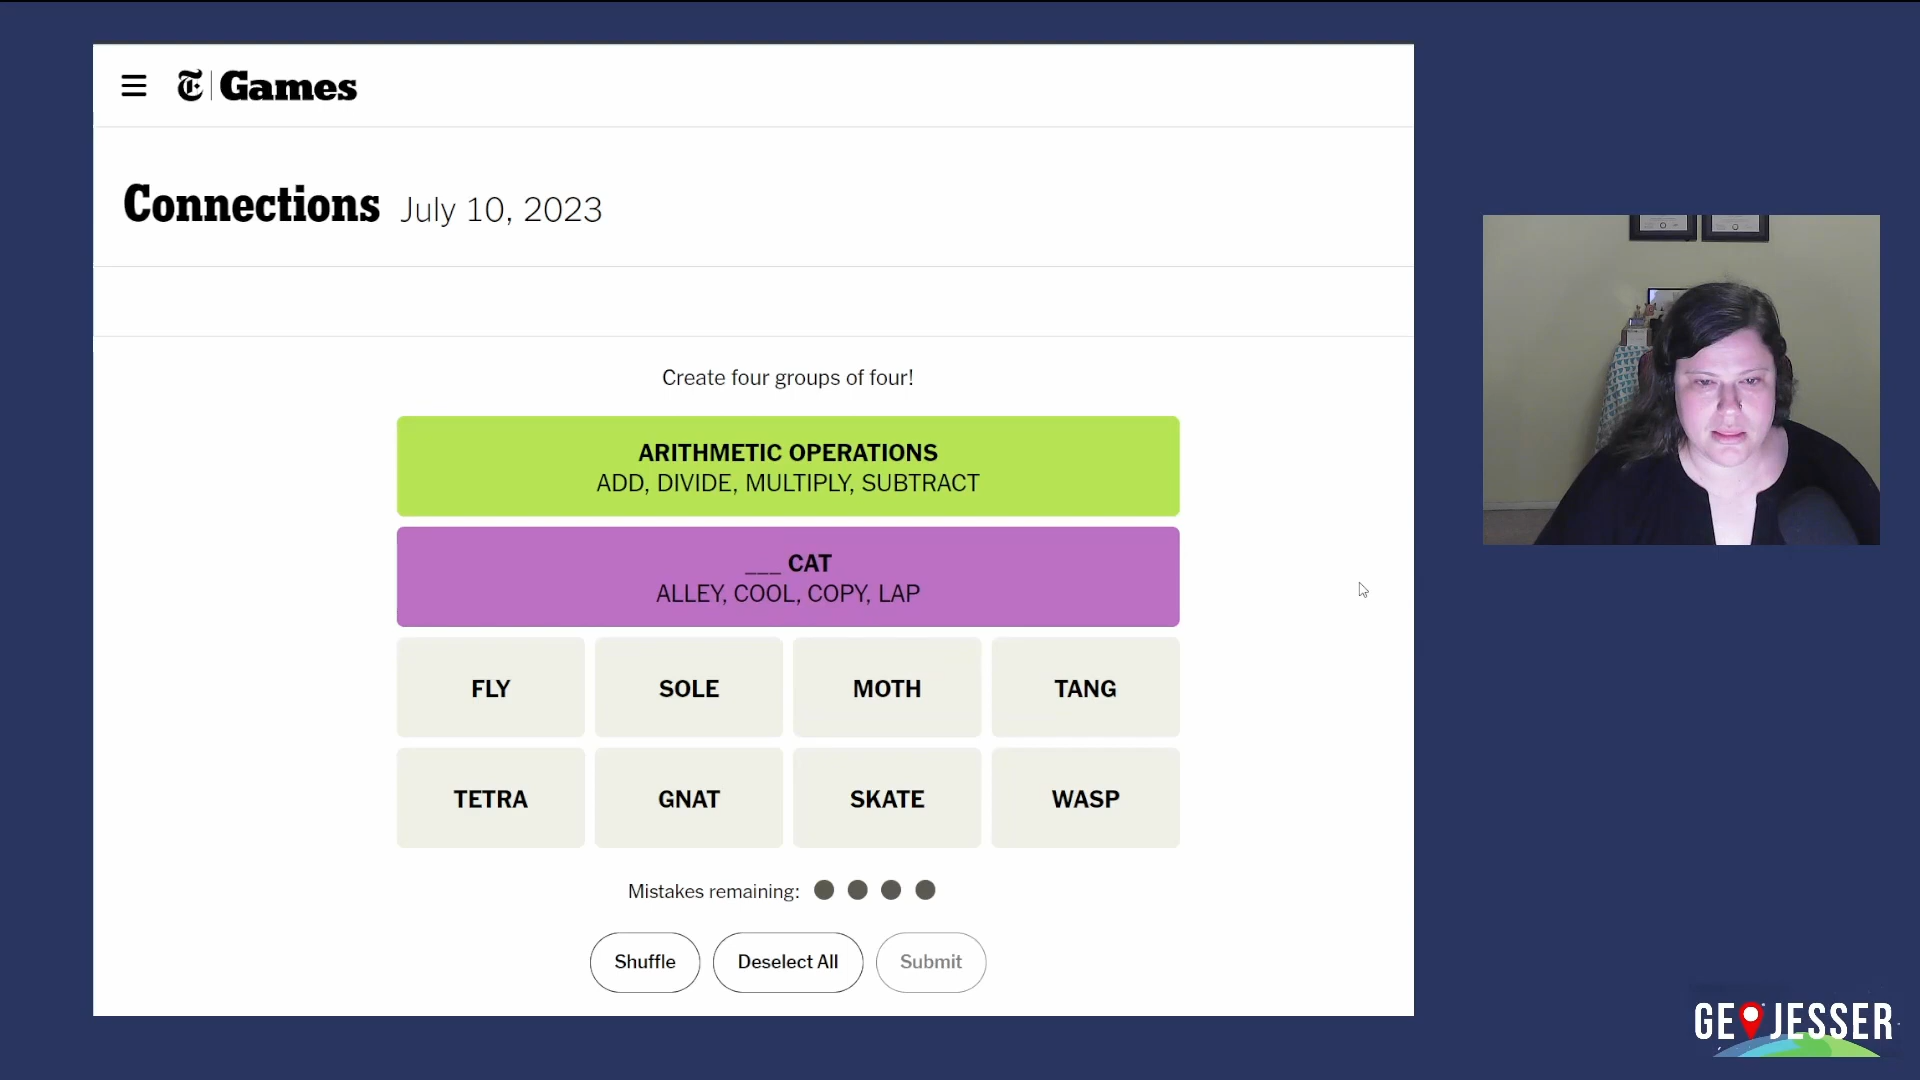 Games
Connections July 10, 2023
Create four groups of four!
ARITHMETIC OPERATIONS
ADD, DIVIDE, MULTIPLY, SUBTRACT
___ CAT
ALLEY, COOL, COPY, LAP
FLY SOLE MOTH TANG
TETRA GNAT SKATE WASP
Mistakes remaining:
Shuffle Deselect All Submit
GEOJESSER